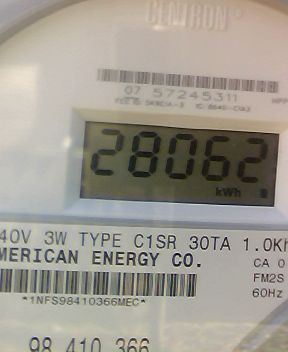 CENTRON®
07 57245311
28062
kWh
40V 3W TYPE C1SR 30TA 1.0Kh
MERICAN ENERGY CO.
CA 0
FM2S
60Hz
*1NFS98410366MEC*
98 410 366